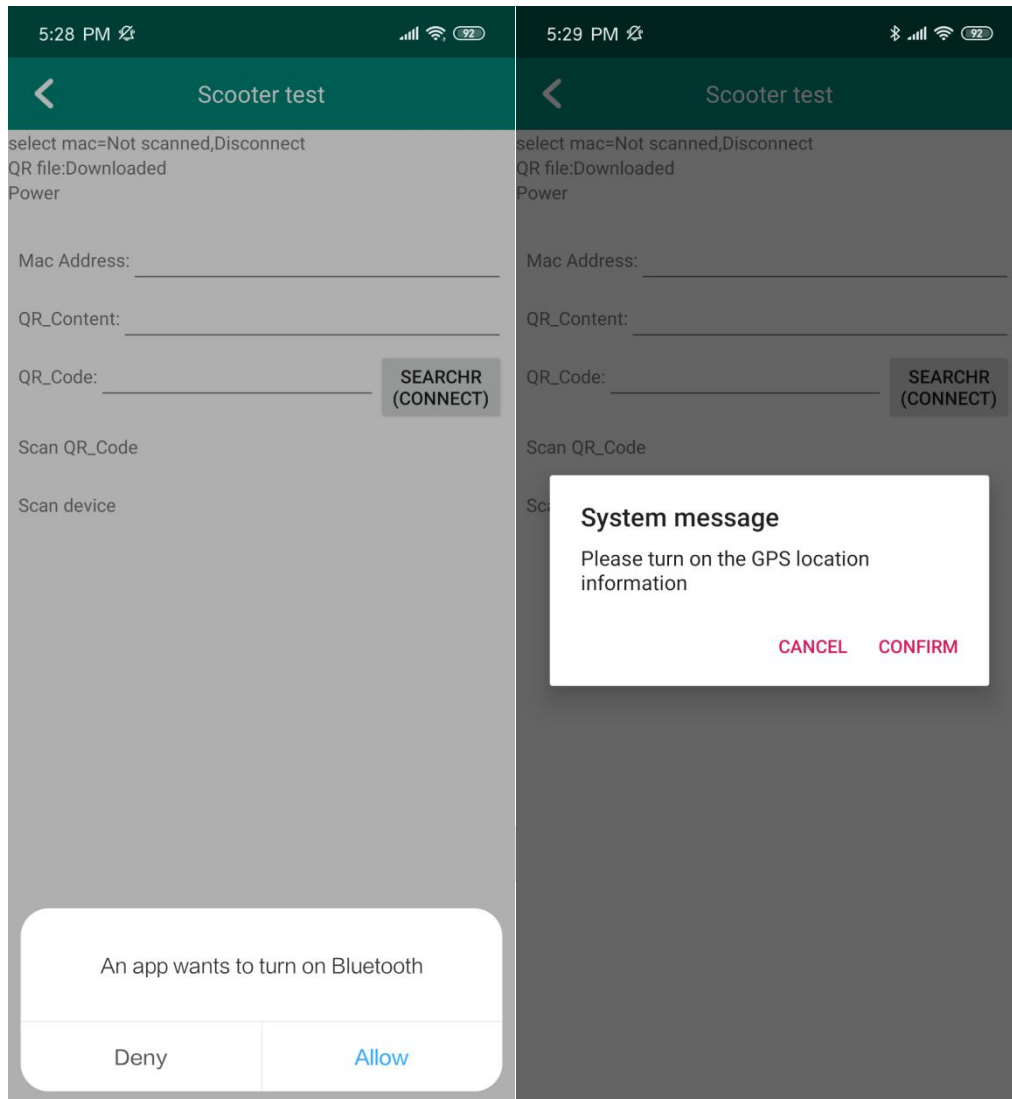 5:28 PM
92
Scooter test
select mac=Not scanned,Disconnect
QR file:Downloaded
Power
Mac Address:
QR_Content:
QR_Code:
SEARCHR
(CONNECT)
Scan QR_Code
Scan device
An app wants to turn on Bluetooth
Deny
Allow
5:29 PM
92
Scooter test
select mac=Not scanned,Disconnect
QR file:Downloaded
Power
Mac Address:
QR_Content:
QR_Code:
SEARCHR
(CONNECT)
Scan QR_Code
Sca
System message
Please turn on the GPS location
information
CANCEL
CONFIRM